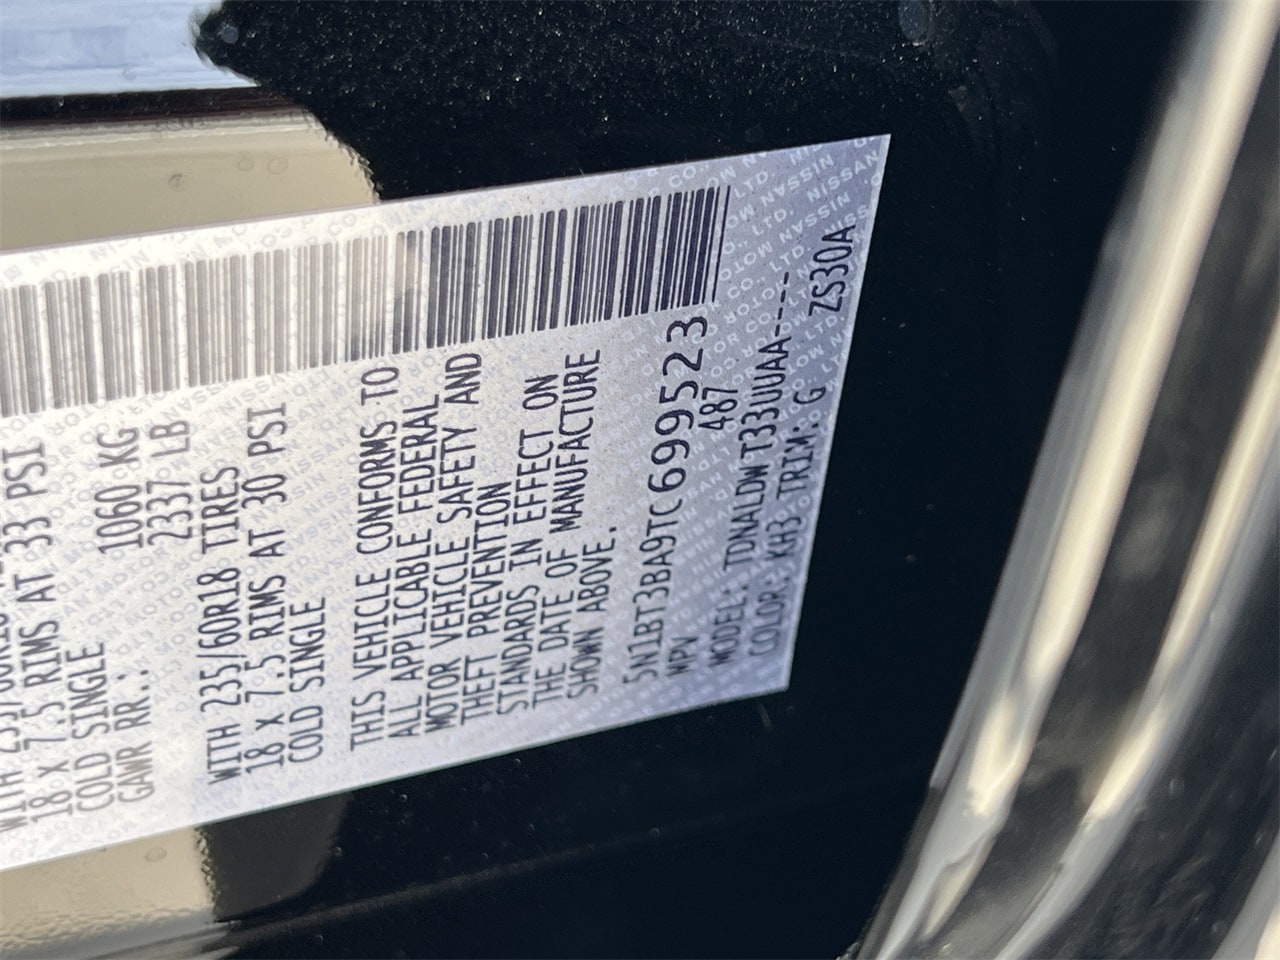 18 X 7.5 RIMS AT 33 PSI
COLD SINGLE
GAWR RR.: 1060 KG
2337 LB
WITH 235/60R18 TIRES
18 X 7.5 RIMS AT 30 PSI
COLD SINGLE
THIS VEHICLE CONFORMS TO
ALL APPLICABLE FEDERAL
MOTOR VEHICLE SAFETY AND
THEFT PREVENTION
STANDARDS IN EFFECT ON
THE DATE OF MANUFACTURE
SHOWN ABOVE.
5N1BT3BA9TC699523
MPV 487
MODEL: TDNALDWT33UUAA----
COLOR: KH3 TRIM: G ZS30A